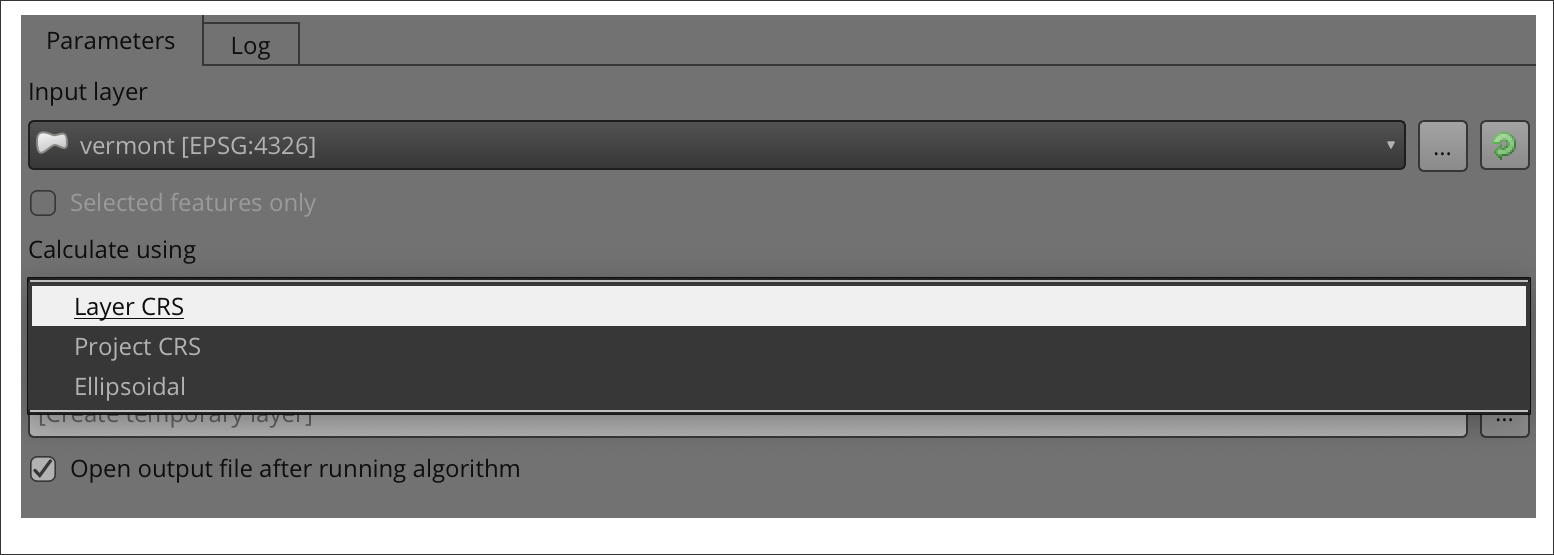 Parameters
Log
Input layer
vermont [EPSG:4326]
...
Selected features only
Calculate using
Layer CRS
Project CRS
Ellipsoidal
[Create temporary layer]
...
Open output file after running algorithm